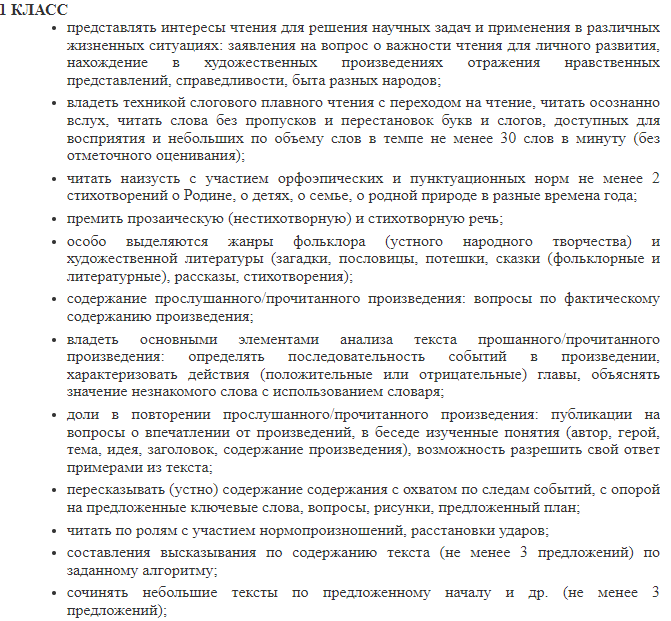 1 КЛАСС
• представлять интересы чтения для решения научных задач и применения в различных
жизненных ситуациях: заявления на вопрос о важности чтения для личного развития,
нахождение в художественных произведениях отражения нравственных
представлений, справедливости, быта разных народов;
• владеть техникой слогового плавного чтения с переходом на чтение, читать осознанно
вслух, читать слова без пропусков и перестановок букв и слогов, доступных для
восприятия и небольших по объему слов в темпе не менее 30 слов в минуту (без
отметочного оценивания);
• читать наизусть с участием орфоэпических и пунктуационных норм не менее 2
стихотворений о Родине, о детях, о семье, о родной природе в разные времена года;
• премить прозаическую (нестихотворную) и стихотворную речь;
• особо выделяются жанры фольклора (устного народного творчества) и
художественной литературы (загадки, пословицы, потешки, сказки (фольклорные и
литературные), рассказы, стихотворения);
• содержание прослушанного/прочитанного произведения: вопросы по фактическому
содержанию произведения;
• владеть основными элементами анализа текста прошанного/прочитанного
произведения: определять последовательность событий в произведении,
характеризовать действия (положительные или отрицательные) главы, объяснять
значение незнакомого слова с использованием словаря;
• доли в повторении прослушанного/прочитанного произведения: публикации на
вопросы о впечатлении от произведений, в беседе изученные понятия (автор, герой,
тема, идея, заголовок, содержание произведения), возможность разрешить свой ответ
примерами из текста;
• пересказывать (устно) содержание содержания с охватом по следам событий, с опорой
на предложенные ключевые слова, вопросы, рисунки, предложенный план;
• читать по ролям с участием нормопроизношений, расстановки ударов;
• составления высказывания по содержанию текста (не менее 3 предложений) по
заданному алгоритму;
• сочинять небольшие тексты по предложенному началу и др. (не менее 3
предложений);